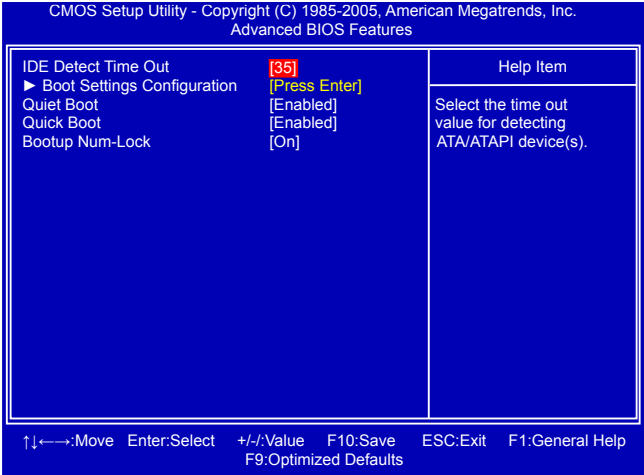 CMOS Setup Utility - Copyright (C) 1985-2005, American Megatrends, Inc.
Advanced BIOS Features
IDE Detect Time Out [35]
► Boot Settings Configuration [Press Enter]
Quiet Boot [Enabled]
Quick Boot [Enabled]
Bootup Num-Lock [On]
Help Item
Select the time out
value for detecting
ATA/ATAPI device(s).
↑↓←→:Move Enter:Select +/-/:Value F10:Save ESC:Exit F1:General Help
F9:Optimized Defaults